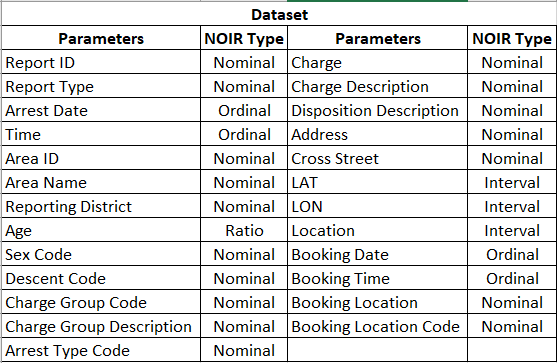 Dataset
Parameters NOIR Type Parameters NOIR Type
Report ID Nominal Charge Nominal
Report Type Nominal Charge Description Nominal
Arrest Date Ordinal Disposition Description Nominal
Time Ordinal Address Nominal
Area ID Nominal Cross Street Nominal
Area Name Nominal LAT Interval
Reporting District Nominal LON Interval
Age Ratio Location Interval
Sex Code Nominal Booking Date Ordinal
Descent Code Nominal Booking Time Ordinal
Charge Group Code Nominal Booking Location Nominal
Charge Group Description Nominal Booking Location Code Nominal
Arrest Type Code Nominal